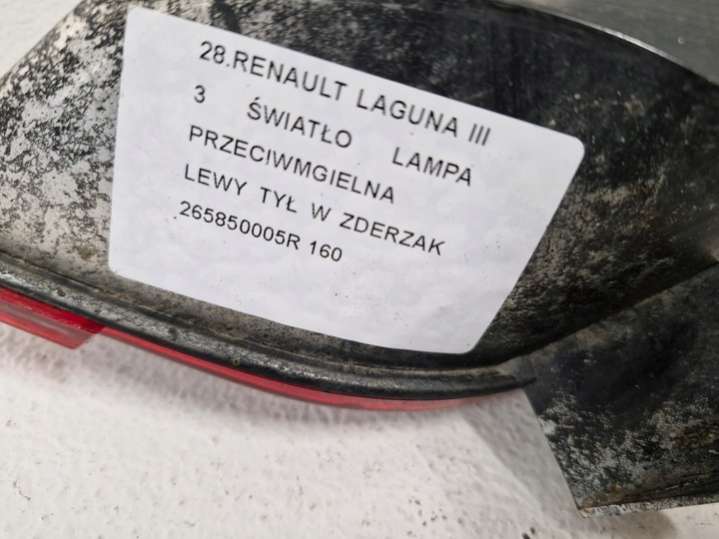 28.RENAULT LAGUNA III
3 ŚWIATŁO LAMPA
PRZECIWMGIELNA
LEWY TYŁ W ZDERZAK
265850005R 160